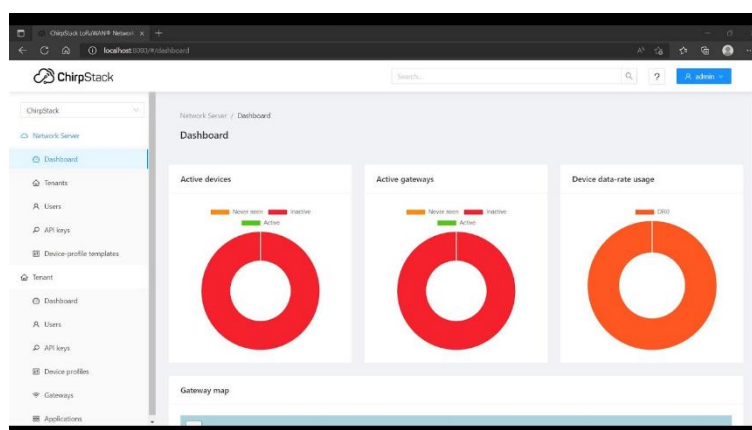 ChirpStack LoRaWAN® Network
localhost:8080/#/dashboard
ChirpStack
Search...
?
admin
ChirpStack
Network Server
Dashboard
Tenants
Users
API keys
Device-profile templates
Tenant
Dashboard
Users
API keys
Device profiles
Gateways
Applications
Network Server / Dashboard
Dashboard
Active devices
Never seen
Inactive
Active
Active gateways
Never seen
Inactive
Active
Device data-rate usage
DR0
Gateway map